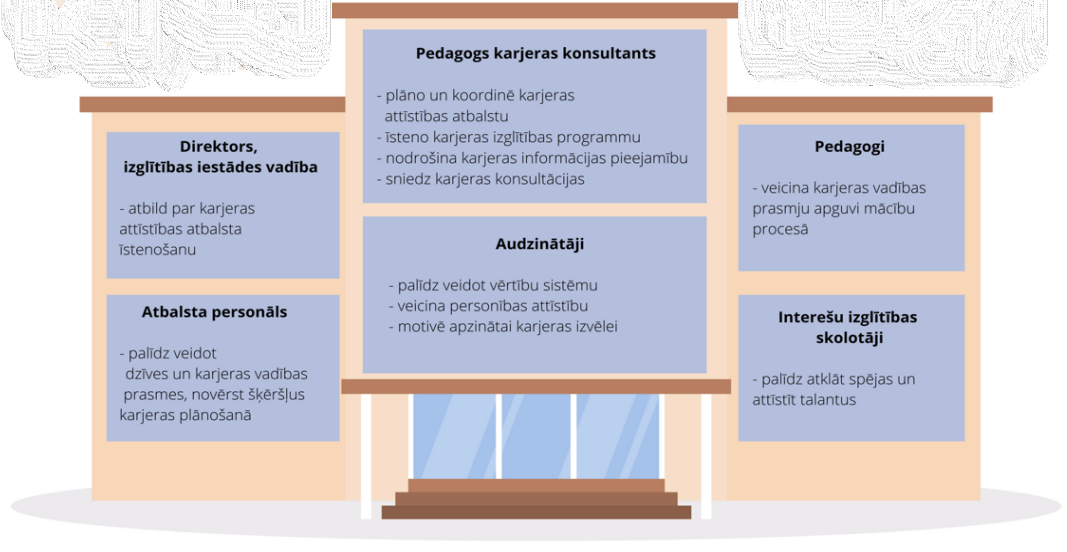 Pedagogs karjeras konsultants
- plāno un koordinē karjeras
attīstības atbalstu
- īsteno karjeras izglītības programmu
- nodrošina karjeras informācijas pieejamību
- sniedz karjeras konsultācijas
Direktors,
izglītības iestādes vadība
- atbild par karjeras
attīstības atbalsta
īstenošanu
Pedagogi
- veicina karjeras vadības
prasmju apguvi mācību
procesā
Audzinātāji
- palīdz veidot vērtību sistēmu
- veicina personības attīstību
- motivē apzinātai karjeras izvēlei
Atbalsta personāls
- palīdz veidot
dzīves un karjeras vadības
prasmes, novērst šķēršļus
karjeras plānošanā
Interešu izglītības
skolotāji
- palīdz atklāt spējas un
attīstīt talantus